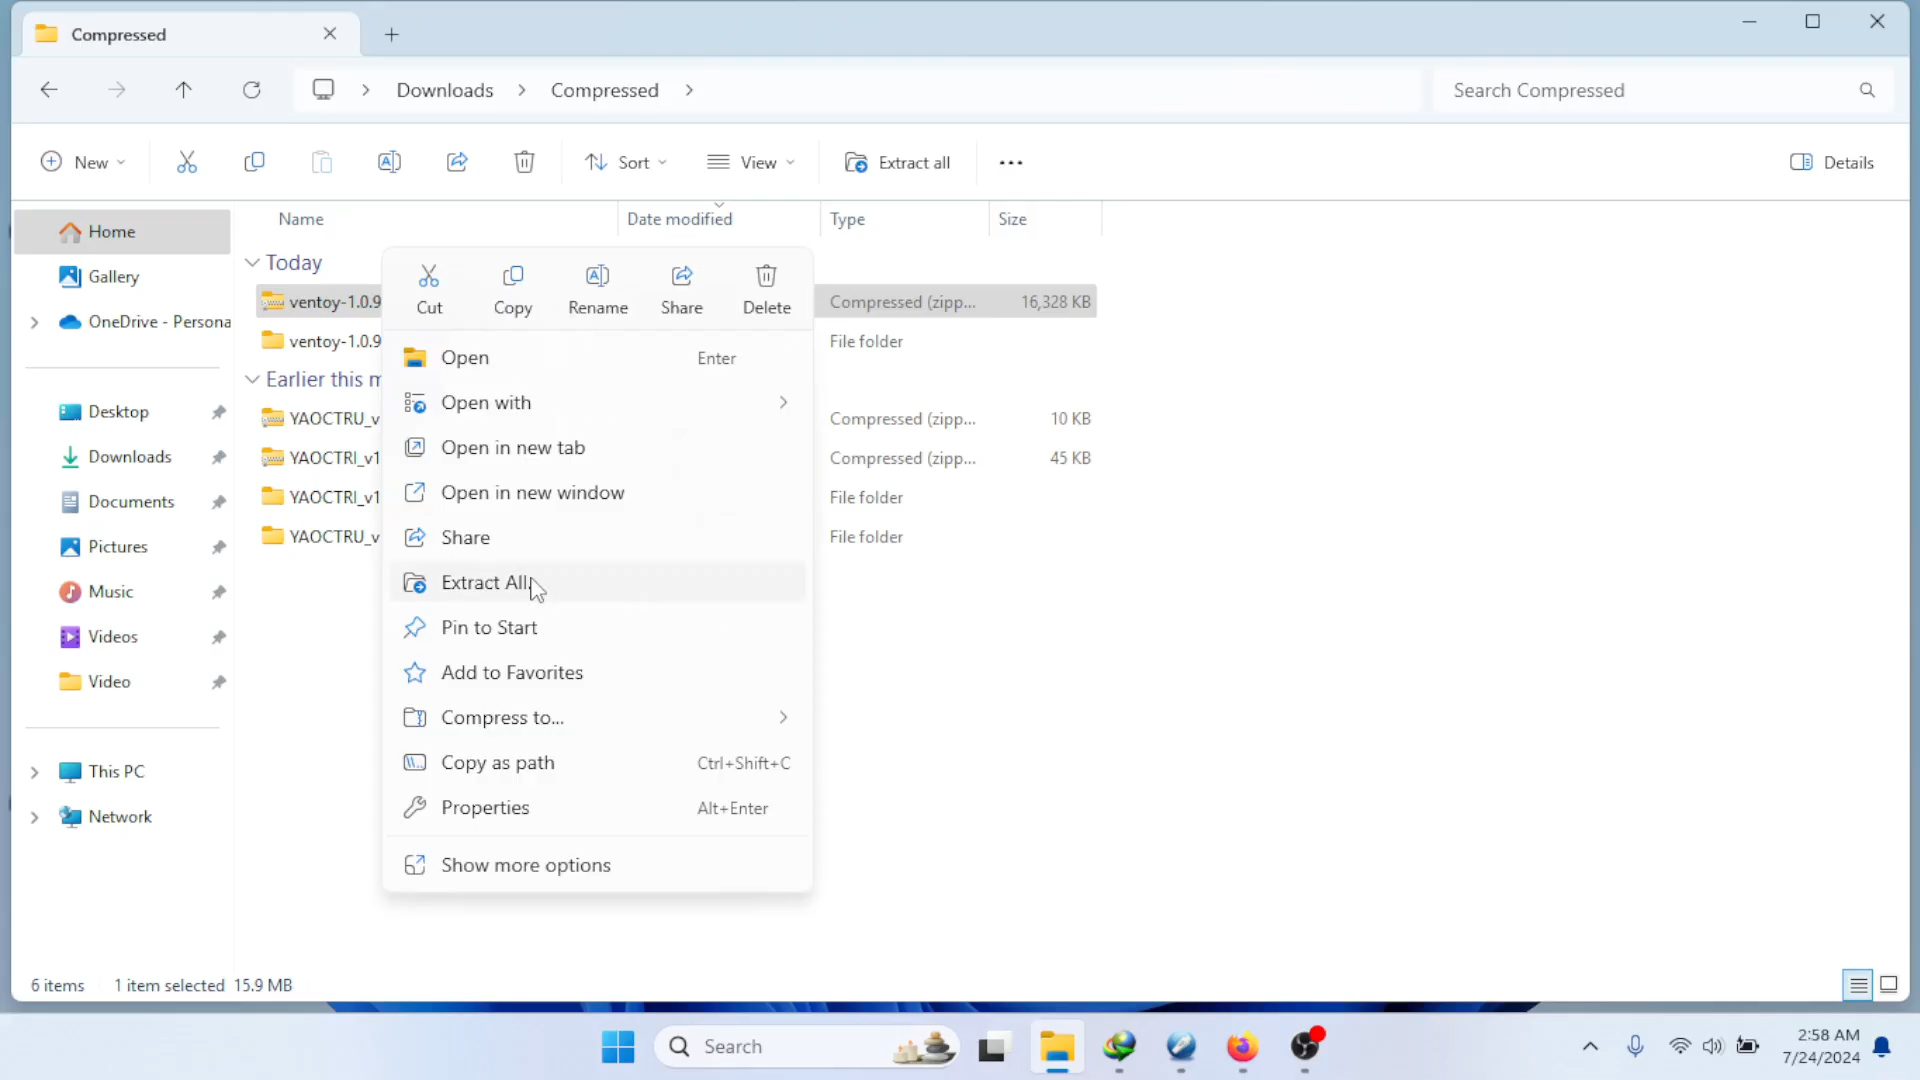 Compressed
Downloads
Compressed
Search Compressed
New
Sort
View
Extract all
Details
Name
Date modified
Type
Size
Home
Gallery
OneDrive - Persona
Desktop
Downloads
Documents
Pictures
Music
Videos
Video
This PC
Network
Today
ventoy-1.0.9
Compressed (zipp...
16,328 KB
ventoy-1.0.9
File folder
Earlier this m
YAOCTRU_v
Compressed (zipp...
10 KB
YAOCTRI_v1
Compressed (zipp...
45 KB
YAOCTRI_v1
File folder
YAOCTRU_v
File folder
Cut
Copy
Rename
Share
Delete
Open
Enter
Open with
Open in new tab
Open in new window
Share
Extract All
Pin to Start
Add to Favorites
Compress to...
Copy as path
Ctrl+Shift+C
Properties
Alt+Enter
Show more options
6 items
1 item selected 15.9 MB
Search
2:58 AM
7/24/2024